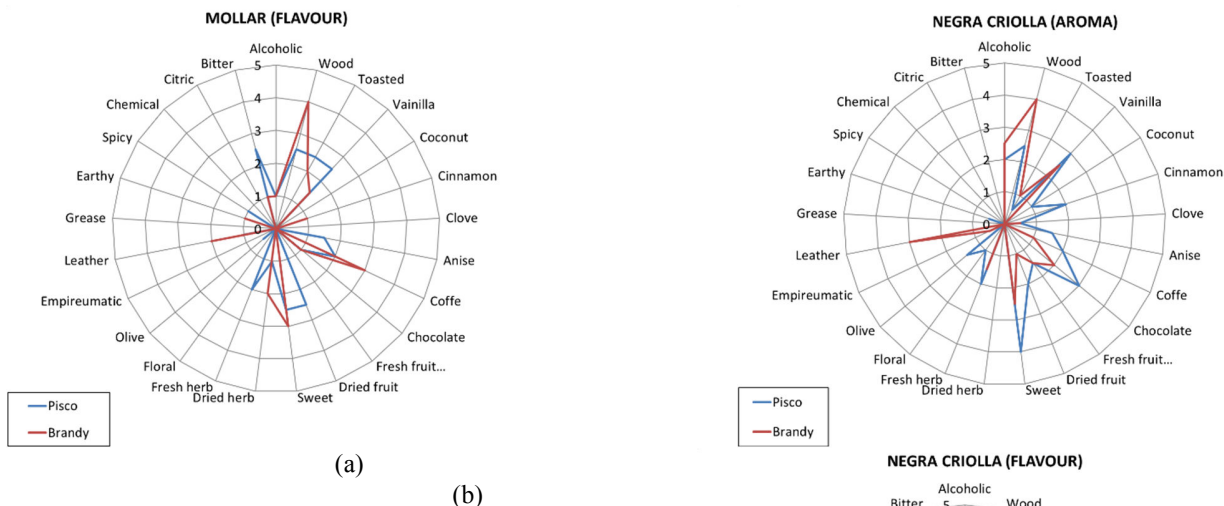 MOLLAR (FLAVOUR)
Alcoholic
Wood
Toasted
Vainilla
Coconut
Cinnamon
Clove
Anise
Coffe
Chocolate
Fresh fruit...
Dried fruit
Sweet
Dried herb
Fresh herb
Floral
Olive
Empireumatic
Leather
Grease
Earthy
Spicy
Chemical
Citric
Bitter
5
4
3
2
1
0
Pisco
Brandy
(a)
(b)
NEGRA CRIOLLA (AROMA)
Alcoholic
Wood
Toasted
Vainilla
Coconut
Cinnamon
Clove
Anise
Coffe
Chocolate
Fresh fruit...
Dried fruit
Sweet
Dried herb
Fresh herb
Floral
Olive
Empireumatic
Leather
Grease
Earthy
Spicy
Chemical
Citric
Bitter
5
4
3
2
1
0
Pisco
Brandy
NEGRA CRIOLLA (FLAVOUR)
Alcoholic
Bitter
5
Wood